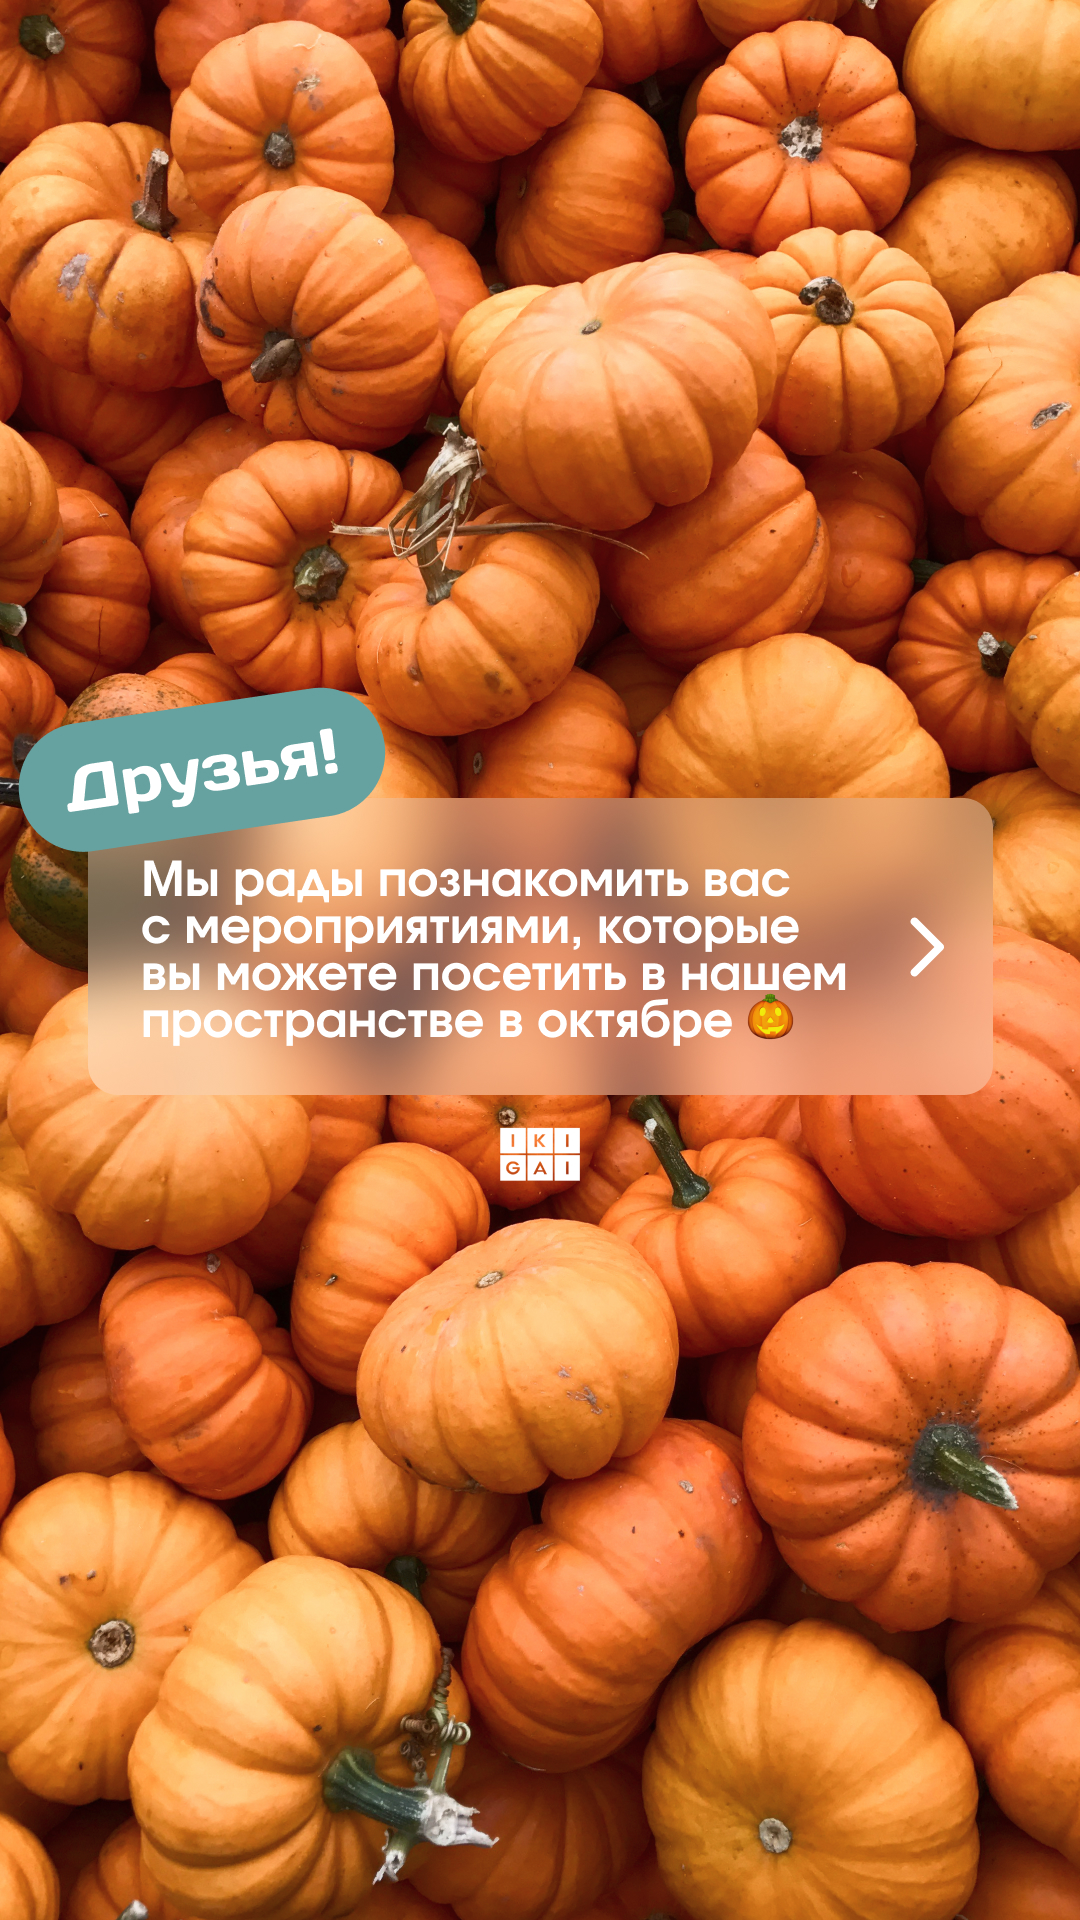 Друзья!
Мы рады познакомить вас
с мероприятиями, которые
вы можете посетить в нашем
пространстве в октябре 🎃
IKI
GAI